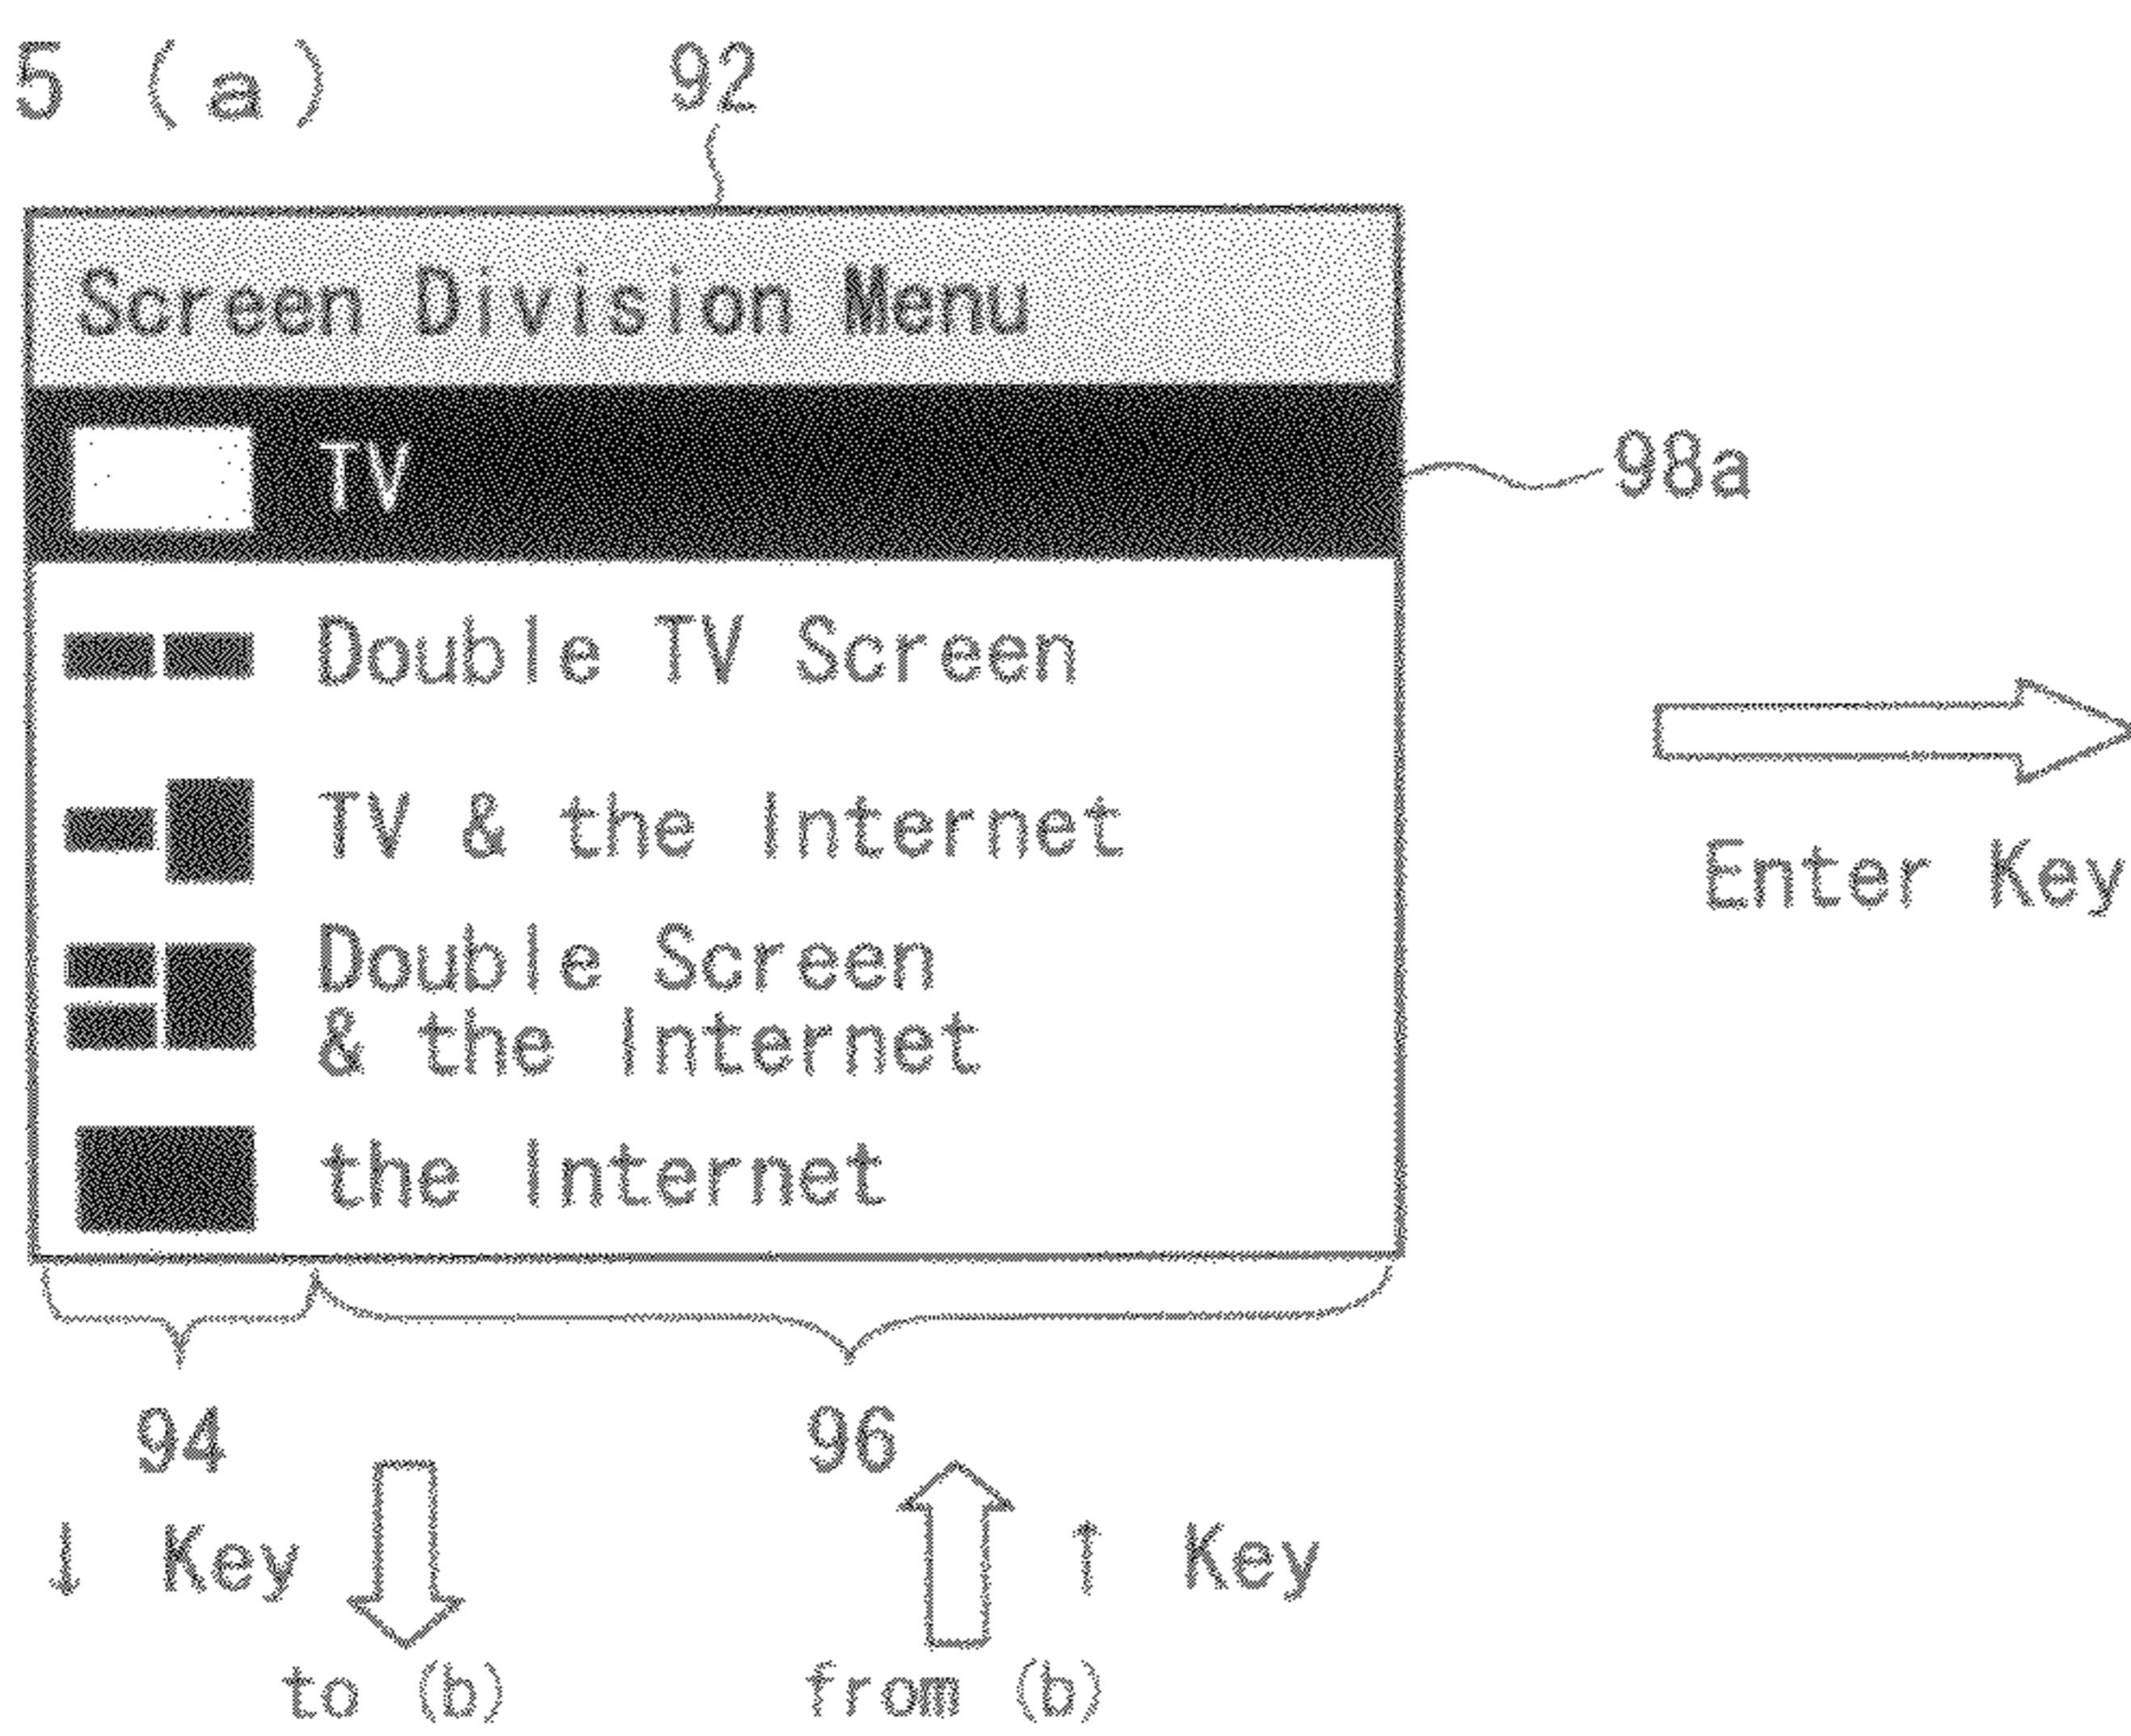 5 (a)
92
Screen Division Menu
TV
98a
Double TV Screen
TV & the Internet
Enter Key
Double Screen
& the Internet
the Internet
94
96
↓ Key
↑ Key
to (b)
from (b)